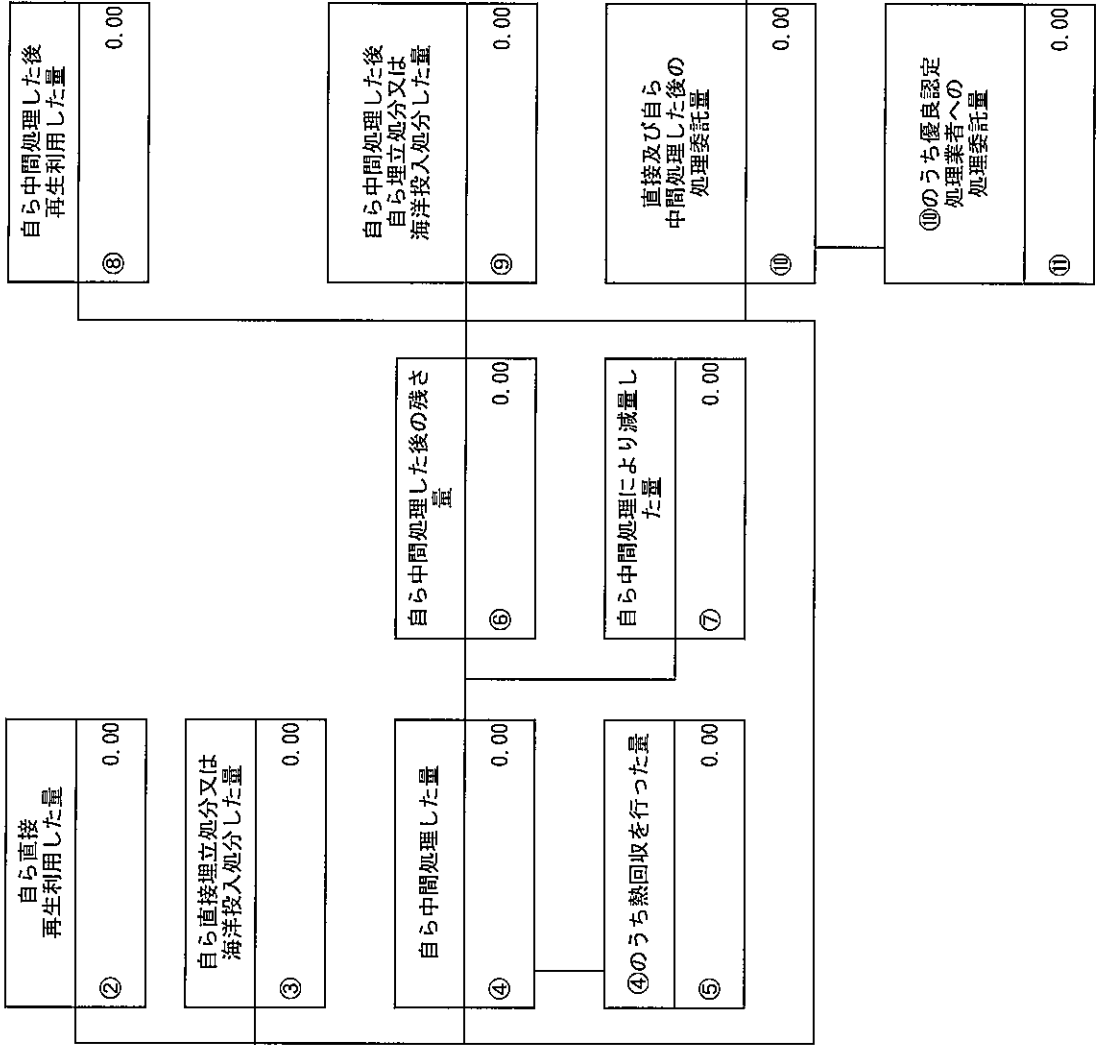 自ら直接
再生利用した量
② 0.00
自ら直接埋立処分又は
海洋投入処分した量
③ 0.00
自ら中間処理した量
④ 0.00
④のうち熱回収を行った量
⑤ 0.00
自ら中間処理した後の残さ
量
⑥ 0.00
自ら中間処理により減量し
た量
⑦ 0.00
自ら中間処理した後
再生利用した量
⑧ 0.00
自ら中間処理した後
自ら埋立処分又は
海洋投入処分した量
⑨ 0.00
直接及び自ら
中間処理した後の
処理委託量
⑩ 0.00
⑩のうち優良認定
処理業者への
処理委託量
⑪ 0.00